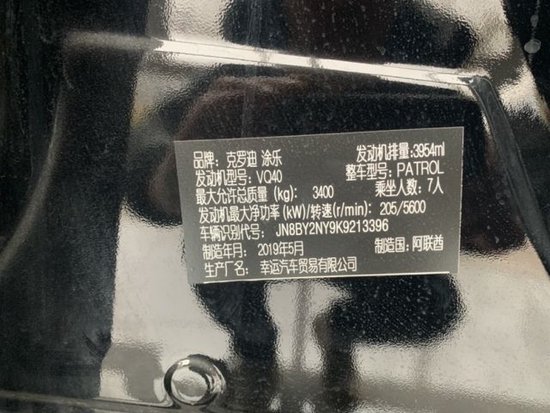 品牌：克罗迪 涂乐 发动机排量：3954ml
发动机型号：VQ40 整车型号：PATROL
最大允许总质量（kg）：3400 乘坐人数：7人
发动机最大净功率(kW)/转速(r/min)：205/5600
车辆识别代号：JN8BY2NY9K9213396
制造年月：2019年5月 制造国：阿联酋
生产厂名：幸运汽车贸易有限公司